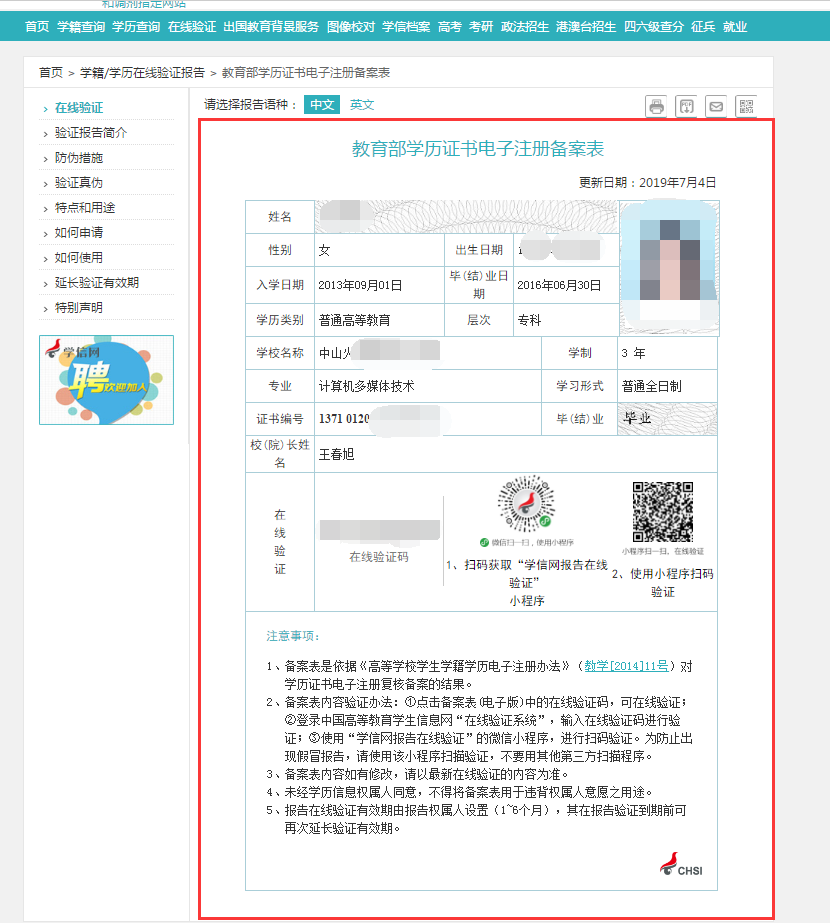 和调剂指定网站
首页 学籍查询 学历查询 在线验证 出国教育背景服务 图像校对 学信档案 高考 考研 政法招生 港澳台招生 四六级查分 征兵 就业
首页 > 学籍/学历在线验证报告 > 教育部学历证书电子注册备案表
› 在线验证
› 验证报告简介
› 防伪措施
› 验证真伪
› 特点和用途
› 如何申请
› 如何使用
› 延长验证有效期
› 特别声明
学信网
聘 欢迎加入
请选择报告语种： 中文 英文
教育部学历证书电子注册备案表
更新日期：2019年7月4日
姓名
性别 女 出生日期
入学日期 2013年09月01日 毕(结)业日期 2016年06月30日
学历类别 普通高等教育 层次 专科
学校名称 中山 学制 3 年
专业 计算机多媒体技术 学习形式 普通全日制
证书编号 1371 0120 毕(结)业 毕业
校(院)长姓名 王春旭
在线验证
在线验证码
微信扫一扫，使用小程序
1、扫码获取“学信网报告在线
验证”
小程序
小程序扫一扫，在线验证
2、使用小程序扫码
验证
注意事项：
1、备案表是依据《高等学校学生学籍学历电子注册办法》（教学[2014]11号）对
学历证书电子注册复核备案的结果。
2、备案表内容验证办法：①点击备案表(电子版)中的在线验证码，可在线验证；
②登录中国高等教育学生信息网“在线验证系统”，输入在线验证码进行验
证；③使用“学信网报告在线验证”的微信小程序，进行扫码验证。为防止出
现假冒报告，请使用该小程序扫描验证，不要用其他第三方扫描程序。
3、备案表内容如有修改，请以最新在线验证的内容为准。
4、未经学历信息权属人同意，不得将备案表用于违背权属人意愿之用途。
5、报告在线验证有效期由报告权属人设置（1~6个月），其在报告验证到期前可
再次延长验证有效期。
CHSI